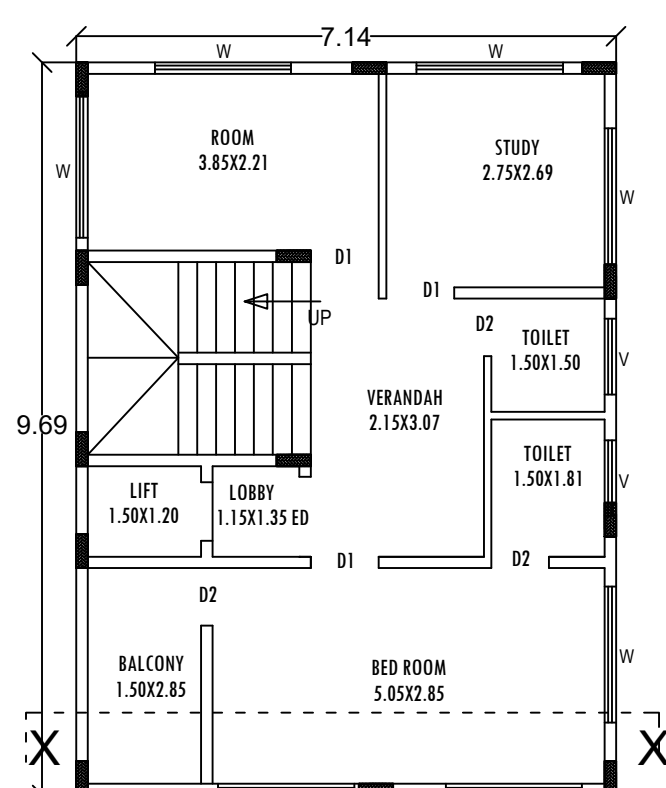 7.14
W
W
ROOM
3.85X2.21
STUDY
2.75X2.69
W
W
D1
D1
UP
D2
TOILET
1.50X1.50
V
VERANDAH
2.15X3.07
9.69
TOILET
1.50X1.81
V
LIFT
1.50X1.20
LOBBY
1.15X1.35 ED
D1
D2
D2
BALCONY
1.50X2.85
BED ROOM
5.05X2.85
W
X
X